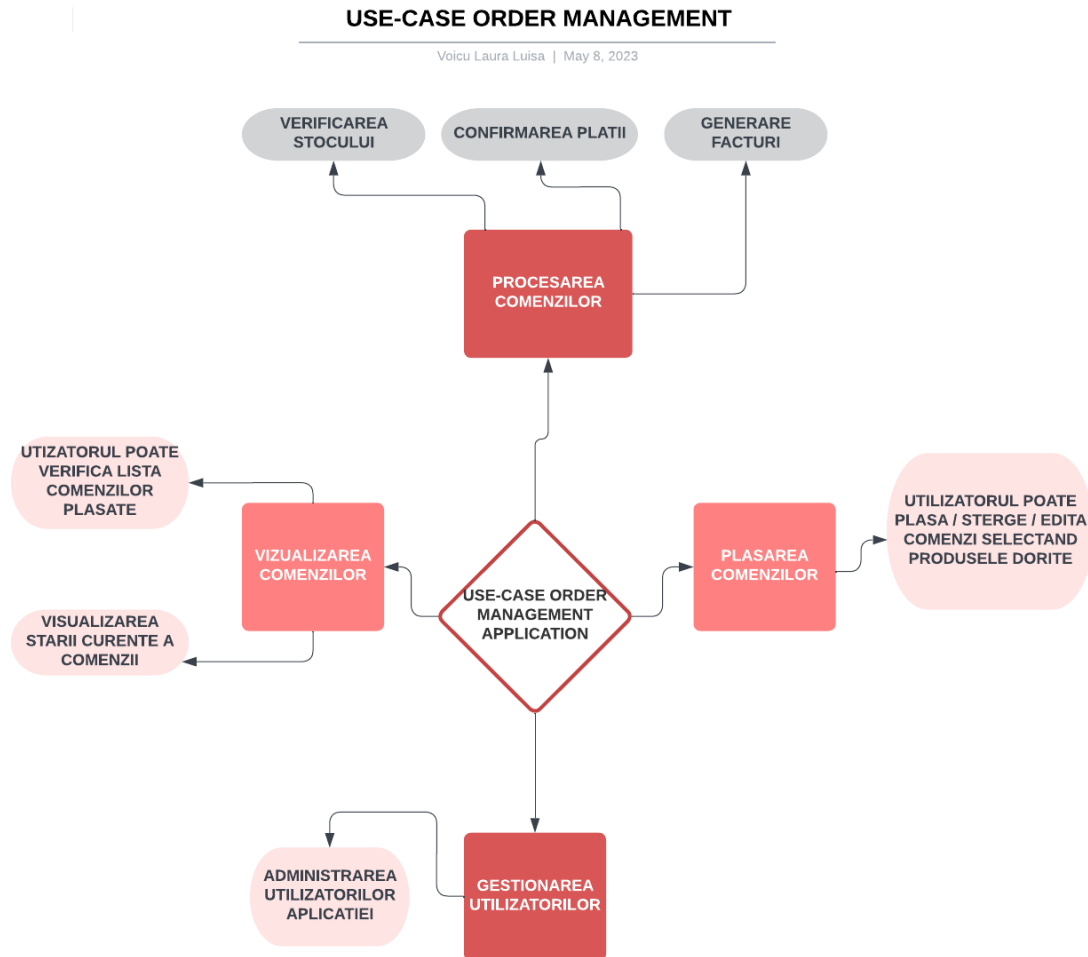 USE-CASE ORDER MANAGEMENT
Voicu Laura Luisa | May 8, 2023
VERIFICAREA
STOCULUI
CONFIRMAREA PLATII
GENERARE
FACTURI
PROCESAREA
COMENZILOR
UTIZATORUL POATE
VERIFICA LISTA
COMENZILOR
PLASATE
VIZUALIZAREA
COMENZILOR
VISUALIZAREA
STARII CURENTE A
COMENZII
USE-CASE ORDER
MANAGEMENT
APPLICATION
PLASAREA
COMENZILOR
UTILIZATORUL POATE
PLASA / STERGE / EDITA
COMENZI SELECTAND
PRODUSELE DORITE
ADMINISTRAREA
UTILIZATORILOR
APLICATIEI
GESTIONAREA
UTILIZATORILOR